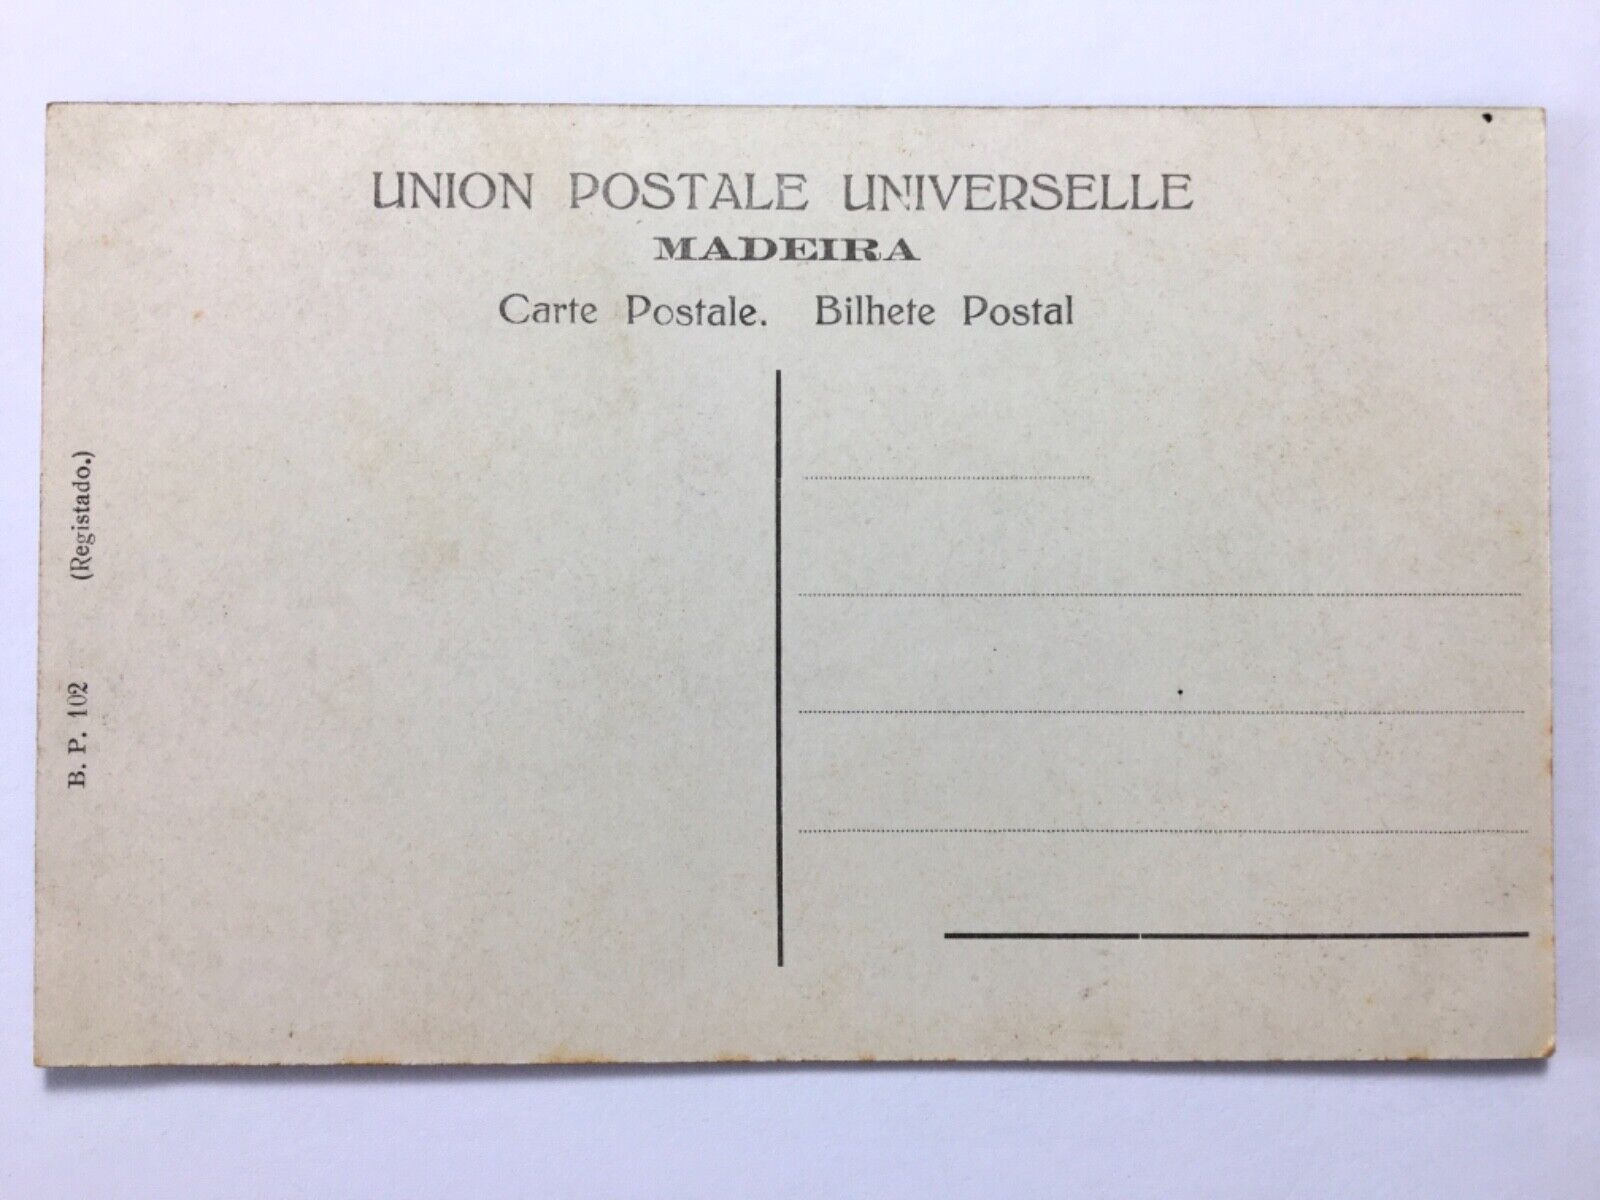 UNION POSTALE UNIVERSELLE
MADEIRA
Carte Postale. Bilhete Postal
B. P. 102 (Registado.)